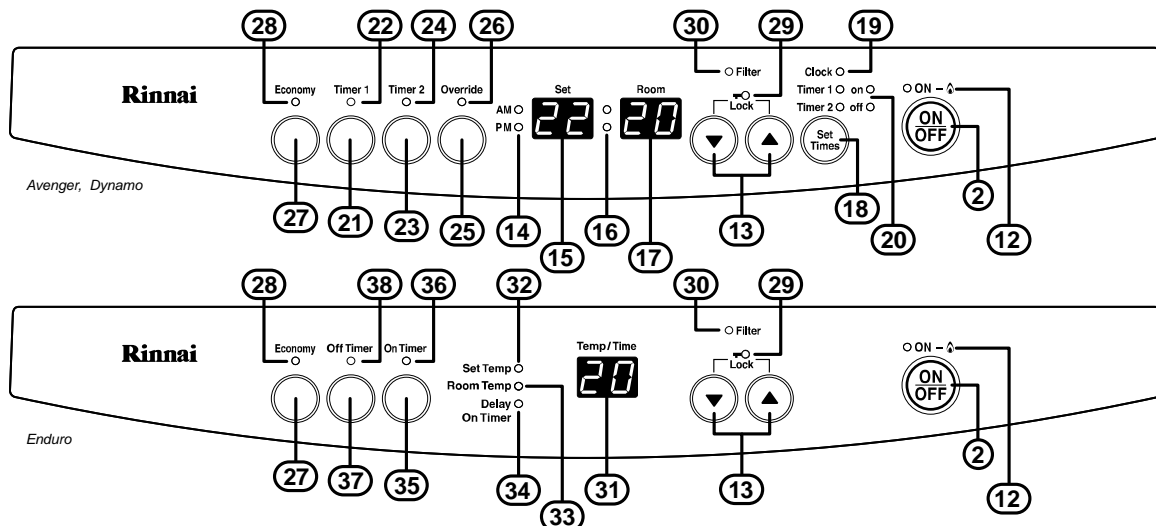 28 22 24 26 30 29 19
Rinnai
Economy Timer 1 Timer 2 Override
AM
PM
Set
22
Room
20
Filter
Lock
▼ ▲
Clock
Timer 1 on
Timer 2 off
Set
Times
ON –
ON
OFF
Avenger, Dynamo
27 21 23 25 14 15 16 17 13 18 20 2 12
28 38 36 32 30 29
Rinnai
Economy Off Timer On Timer
Set Temp
Room Temp
Delay
On Timer
Temp/Time
20
Filter
Lock
▼ ▲
ON –
ON
OFF
Enduro
27 37 35 34 33 31 13 2 12